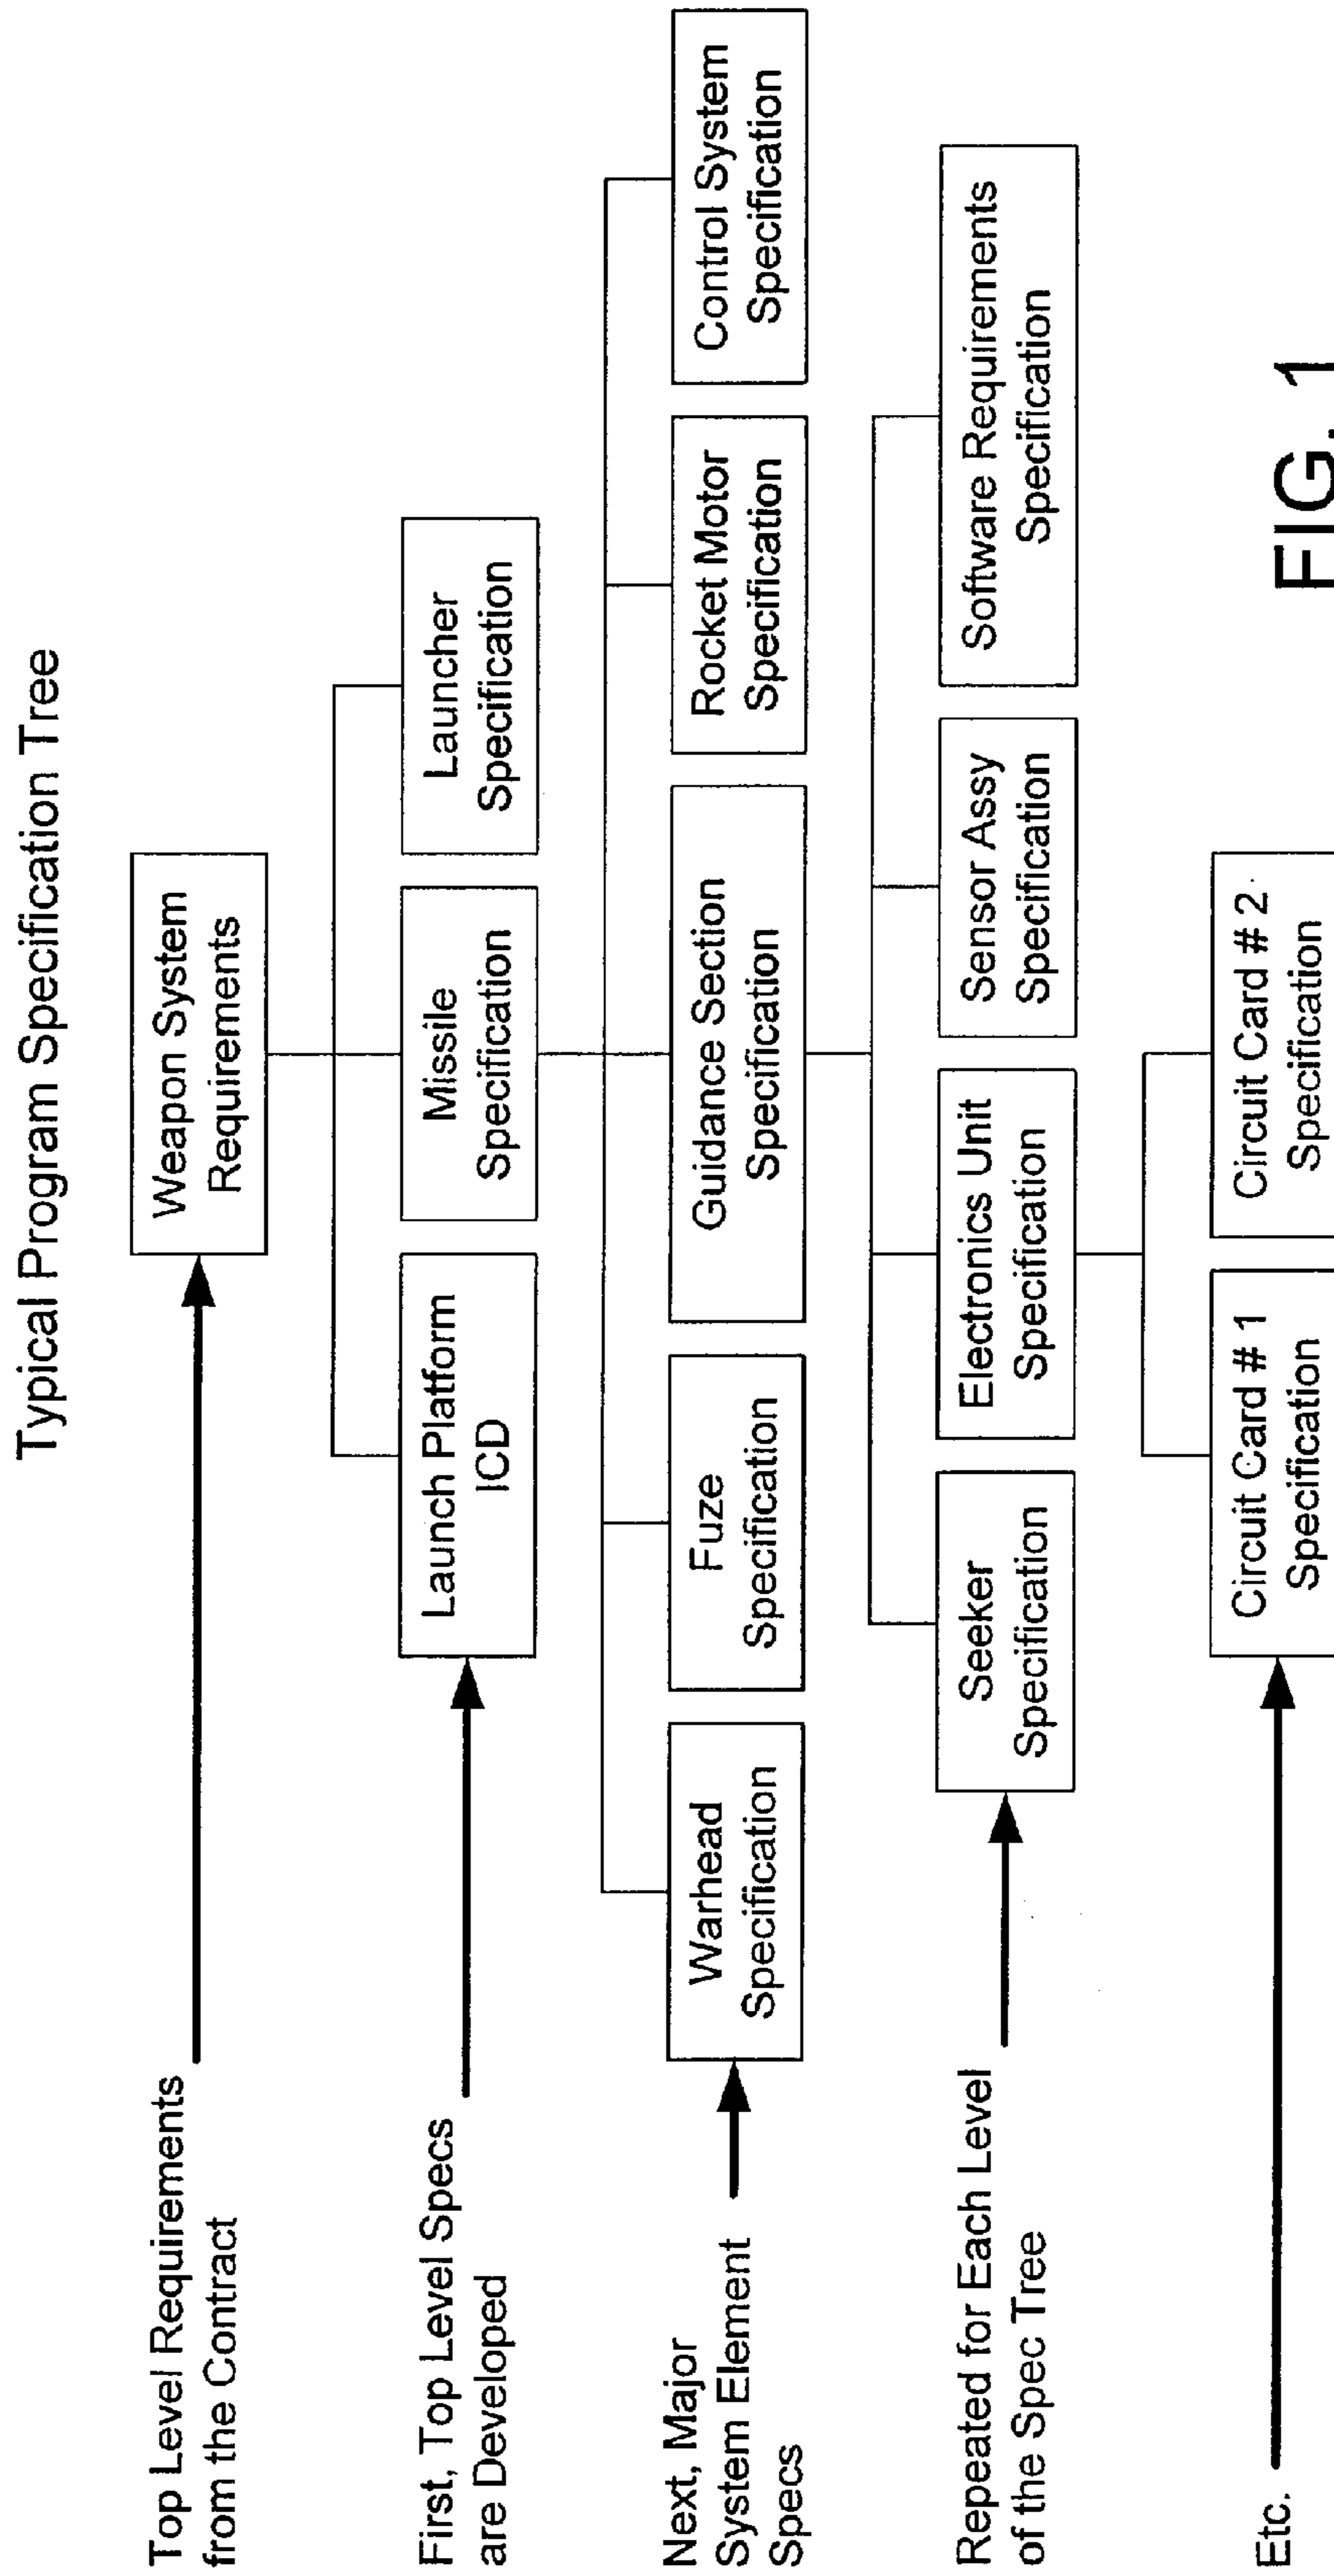 Typical Program Specification Tree
Top Level Requirements
from the Contract
Weapon System
Requirements
First, Top Level Specs
are Developed
Launch Platform
ICD
Missile
Specification
Launcher
Specification
Next, Major
System Element
Specs
Warhead
Specification
Fuze
Specification
Guidance Section
Specification
Rocket Motor
Specification
Control System
Specification
Repeated for Each Level
of the Spec Tree
Seeker
Specification
Electronics Unit
Specification
Sensor Assy
Specification
Software Requirements
Specification
Etc.
Circuit Card # 1
Specification
Circuit Card # 2
Specification
FIG. 1